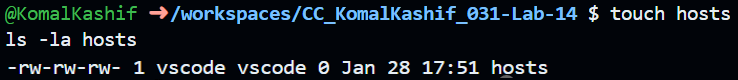 @KomalKashif ➜/workspaces/CC_KomalKashif_031-Lab-14 $ touch hosts
ls -la hosts
-rw-rw-rw- 1 vscode vscode 0 Jan 28 17:51 hosts